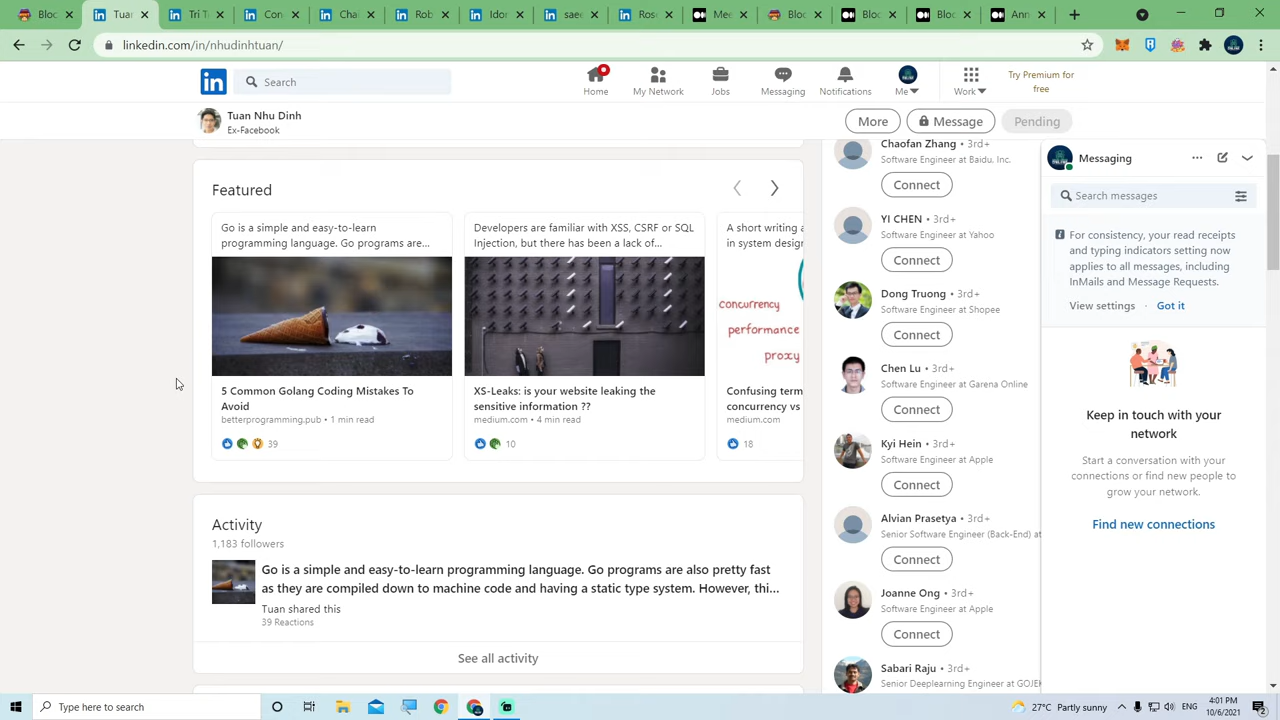 Bloc
Tuan
Tri
Cha
Rob
in
sae
Ros
Bloc
Mee
Bloc
Mee
linkedin.com/in/nhudinhtuan/
in
Search
Home
My Network
Jobs
Messaging
Notifications
Me
Work
Try Premium for
free
Tuan Nhu Dinh
Ex-Facebook
More
Message
Pending
Featured
Go is a simple and easy-to-learn
programming language. Go programs are...
5 Common Golang Coding Mistakes To
Avoid
betterprogramming.pub • 1 min read
39
Developers are familiar with XSS, CSRF or SQL
Injection, but there has been a lack of...
XS-Leaks: is your website leaking the
sensitive information ??
medium.com • 4 min read
10
A short writing
in system desig
concurrency
performance
proxy
Confusing term
concurrency vs
medium.com
18
Activity
1,183 followers
Go is a simple and easy-to-learn programming language. Go programs are also pretty fast
as they are compiled down to machine code and having a static type system. However, thi...
Tuan shared this
39 Reactions
See all activity
Chaofan Zhang • 3rd+
Software Engineer at Baidu, Inc.
Connect
YI CHEN • 3rd+
Software Engineer at Yahoo
Connect
Dong Truong • 3rd+
Software Engineer at Shopee
Connect
Chen Lu • 3rd+
Software Engineer at Garena Online
Connect
Kyi Hein • 3rd+
Software Engineer at Apple
Connect
Alvian Prasetya • 3rd+
Senior Software Engineer (Back-End) at
Connect
Joanne Ong • 3rd+
Software Engineer at Apple
Connect
Sabari Raju • 3rd+
Senior Deeplearning Engineer at GOJEK
Messaging
Search messages
For consistency, your read receipts
and typing indicators setting now
applies to all messages, including
InMails and Message Requests.
View settings
Got it
Keep in touch with your
network
Start a conversation with your
connections or find new people to
grow your network.
Find new connections
Type here to search
27°C Partly sunny
ENG
4:01 PM
10/6/2021
2